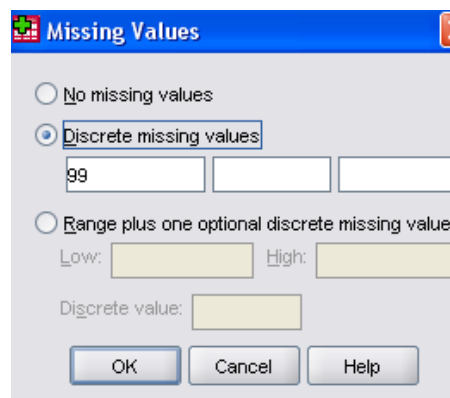 Missing Values
No missing values
Discrete missing values
99
Range plus one optional discrete missing value
Low: High:
Discrete value:
OK Cancel Help